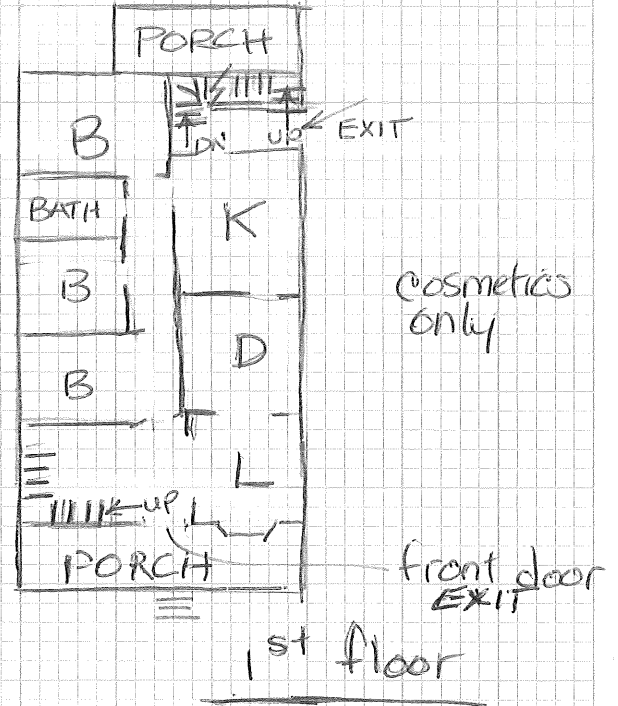 PORCH
B
DN
UP
EXIT
BATH
K
B
cosmetics
only
D
B
L
UP
PORCH
front door
EXIT
1st floor